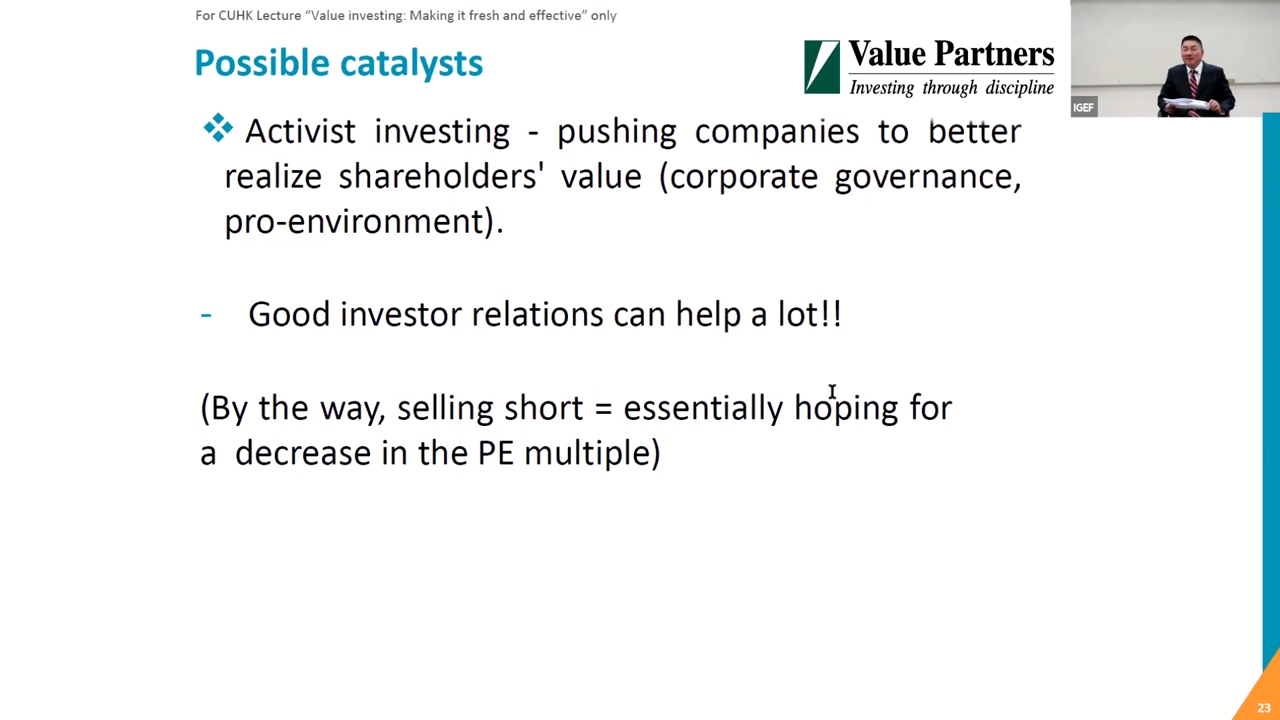 For CUHK Lecture “Value investing: Making it fresh and effective” only
Possible catalysts
Value Partners
Investing through discipline
IGEF
❖ Activist investing - pushing companies to better
realize shareholders' value (corporate governance,
pro-environment).
- Good investor relations can help a lot!!
(By the way, selling short = essentially hoping for
a decrease in the PE multiple)
23